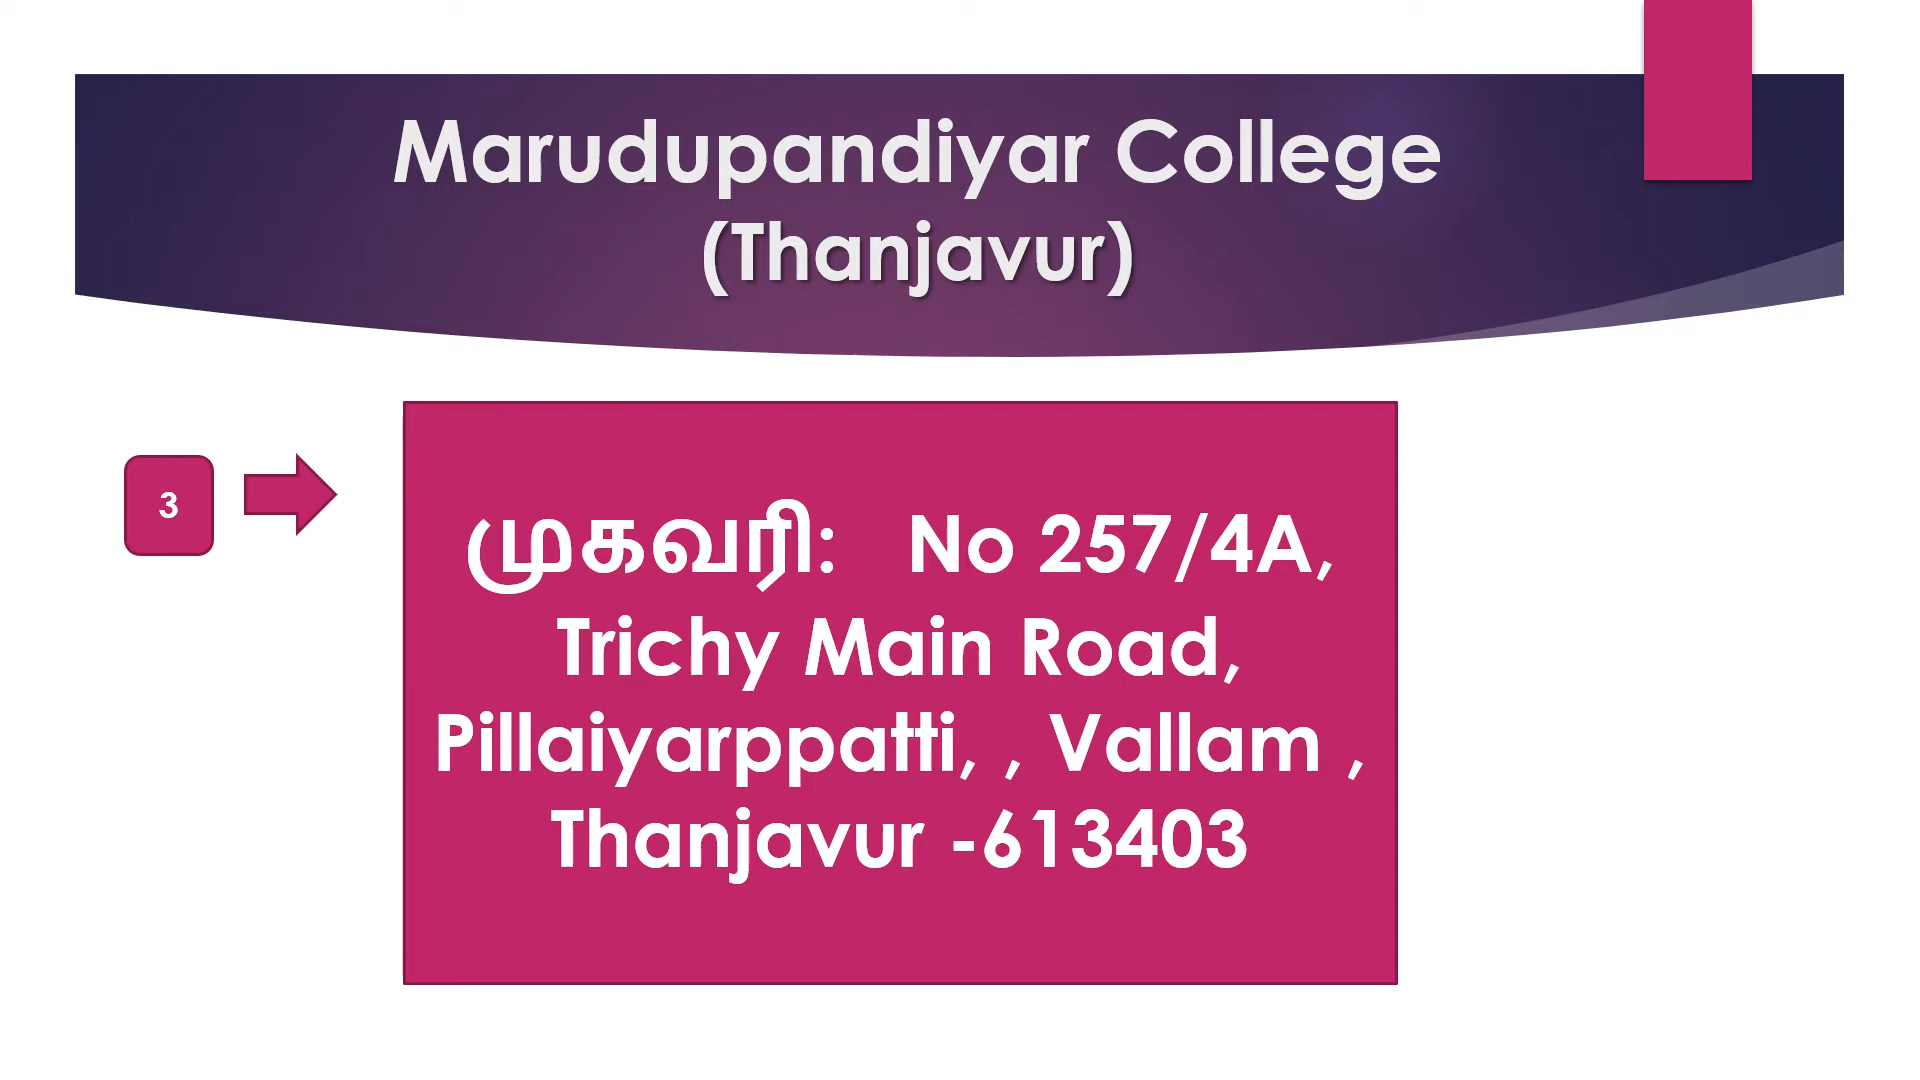 Marudupandiyar College
(Thanjavur)
3
முகவரி: No 257/4A,
Trichy Main Road,
Pillaiyarppatti, , Vallam ,
Thanjavur -613403